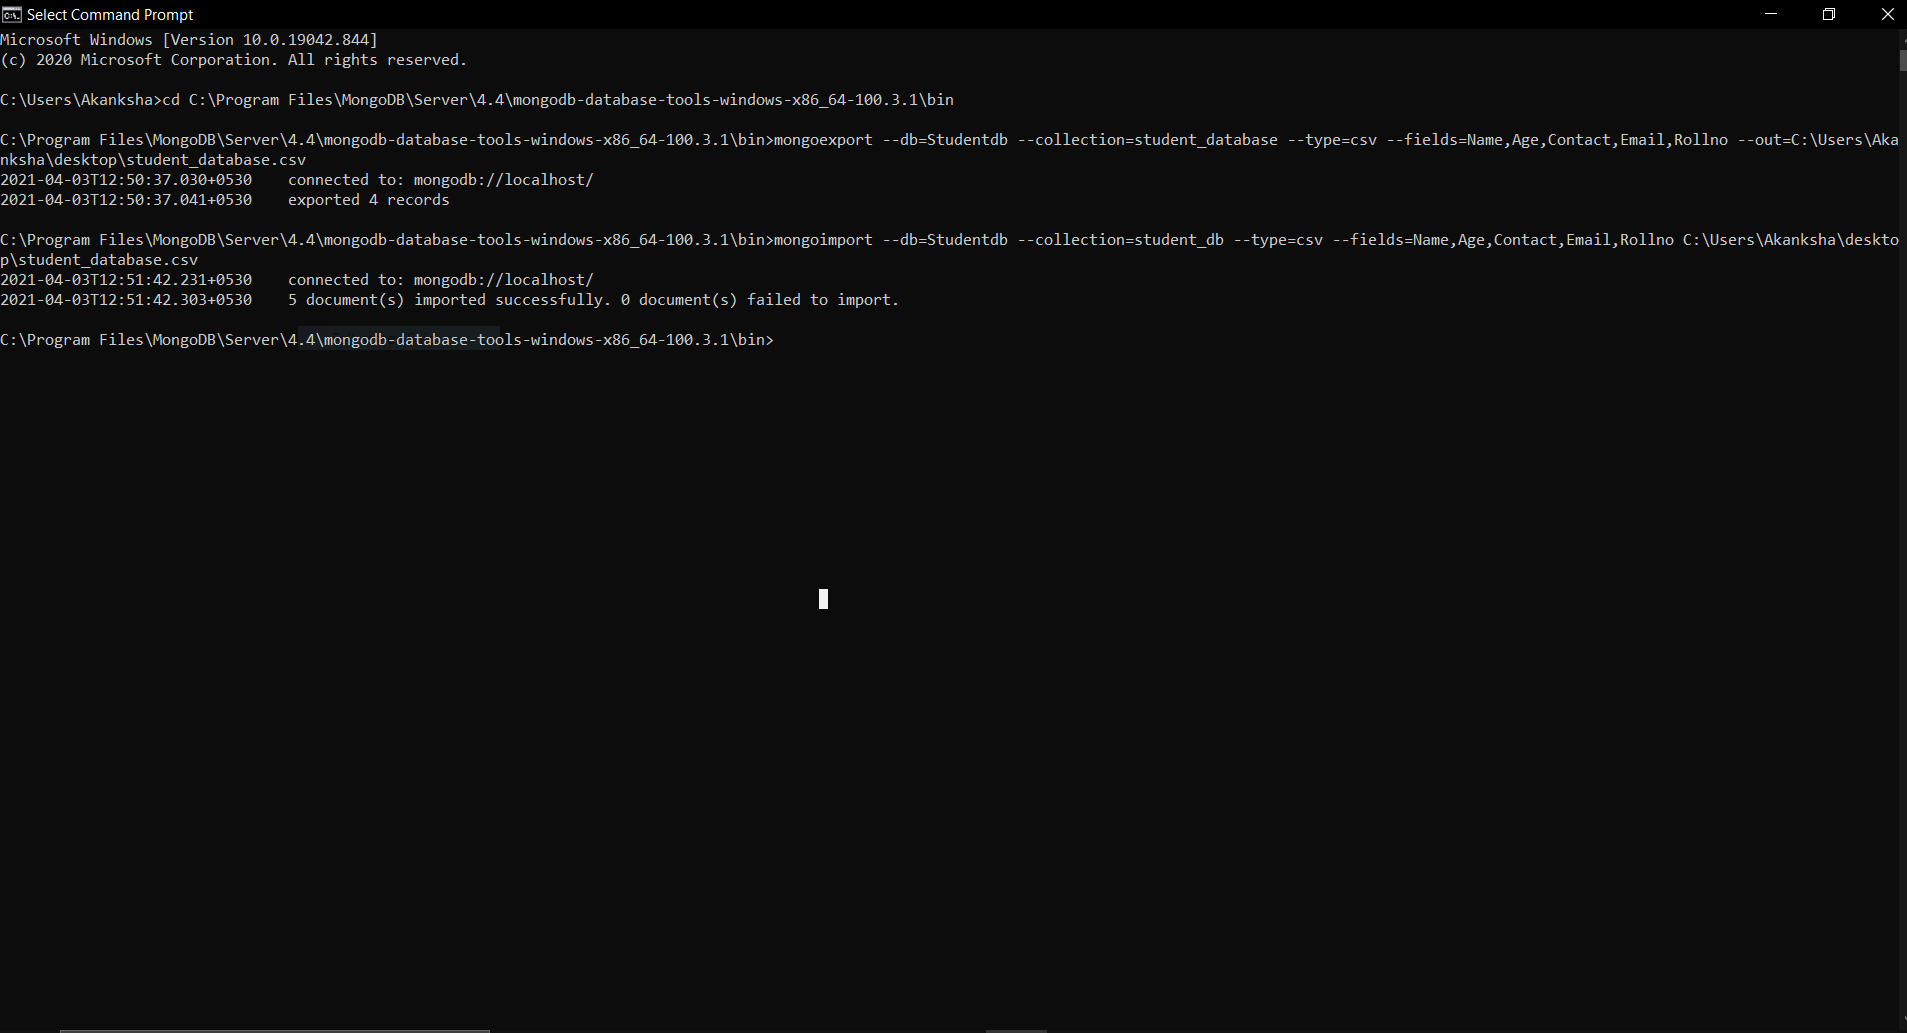 Select Command Prompt
Microsoft Windows [Version 10.0.19042.844]
(c) 2020 Microsoft Corporation. All rights reserved.
C:\Users\Akanksha>cd C:\Program Files\MongoDB\Server\4.4\mongodb-database-tools-windows-x86_64-100.3.1\bin
C:\Program Files\MongoDB\Server\4.4\mongodb-database-tools-windows-x86_64-100.3.1\bin>mongoexport --db=Studentdb --collection=student_database --type=csv --fields=Name,Age,Contact,Email,Rollno --out=C:\Users\Aka
nksha\desktop\student_database.csv
2021-04-03T12:50:37.030+0530    connected to: mongodb://localhost/
2021-04-03T12:50:37.041+0530    exported 4 records
C:\Program Files\MongoDB\Server\4.4\mongodb-database-tools-windows-x86_64-100.3.1\bin>mongoimport --db=Studentdb --collection=student_db --type=csv --fields=Name,Age,Contact,Email,Rollno C:\Users\Akanksha\deskto
p\student_database.csv
2021-04-03T12:51:42.231+0530    connected to: mongodb://localhost/
2021-04-03T12:51:42.303+0530    5 document(s) imported successfully. 0 document(s) failed to import.
C:\Program Files\MongoDB\Server\4.4\mongodb-database-tools-windows-x86_64-100.3.1\bin>